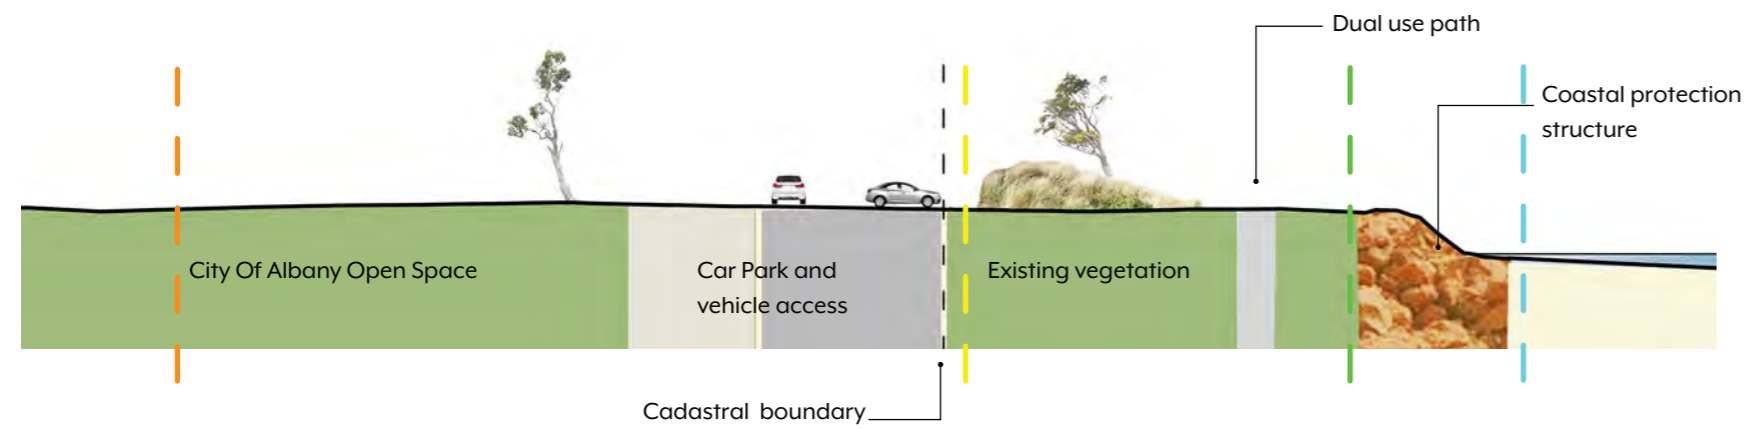 Dual use path
Coastal protection
structure
City Of Albany Open Space
Car Park and
vehicle access
Existing vegetation
Cadastral boundary